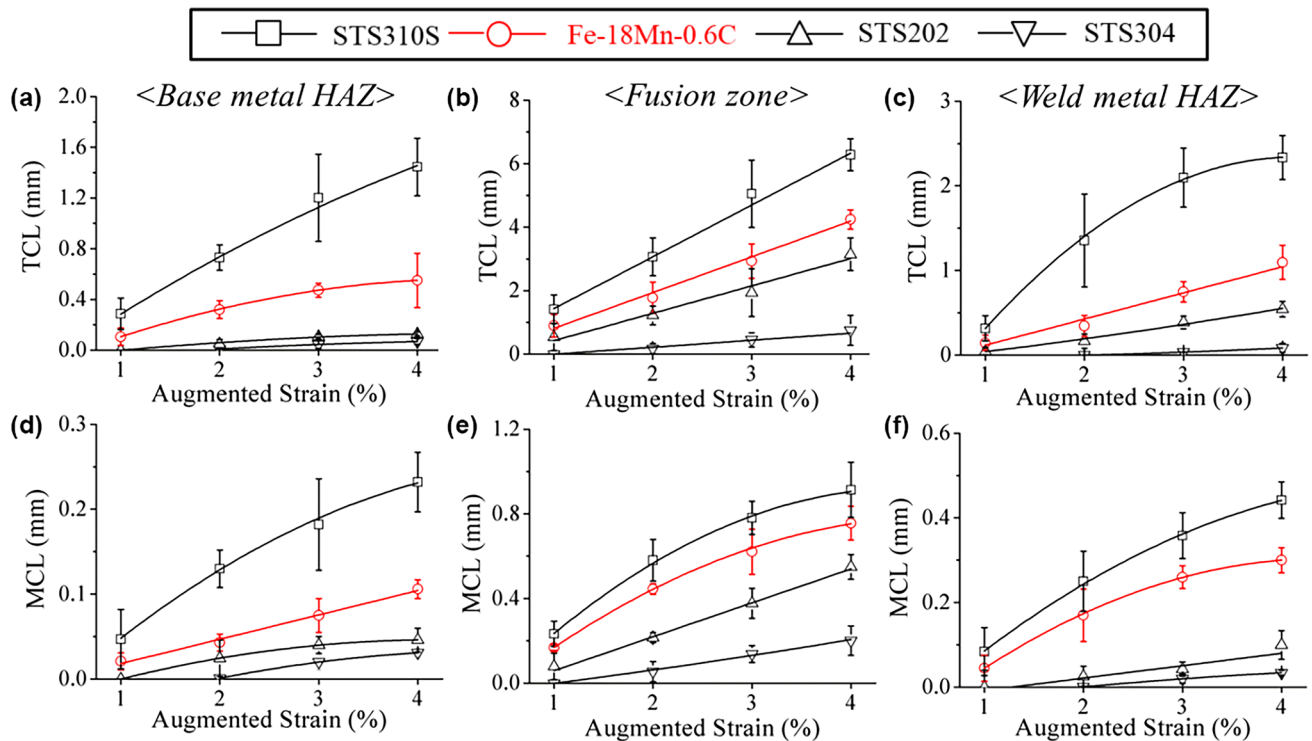 STS310S Fe-18Mn-0.6C STS202 STS304
(a) <Base metal HAZ>
TCL (mm)
2.0
1.6
1.2
0.8
0.4
0.0
1 2 3 4
Augmented Strain (%)
(b) <Fusion zone>
TCL (mm)
8
6
4
2
0
1 2 3 4
Augmented Strain (%)
(c) <Weld metal HAZ>
TCL (mm)
3
2
1
0
1 2 3 4
Augmented Strain (%)
(d)
MCL (mm)
0.3
0.2
0.1
0.0
1 2 3 4
Augmented Strain (%)
(e)
MCL (mm)
1.2
0.8
0.4
0.0
1 2 3 4
Augmented Strain (%)
(f)
MCL (mm)
0.6
0.4
0.2
0.0
1 2 3 4
Augmented Strain (%)